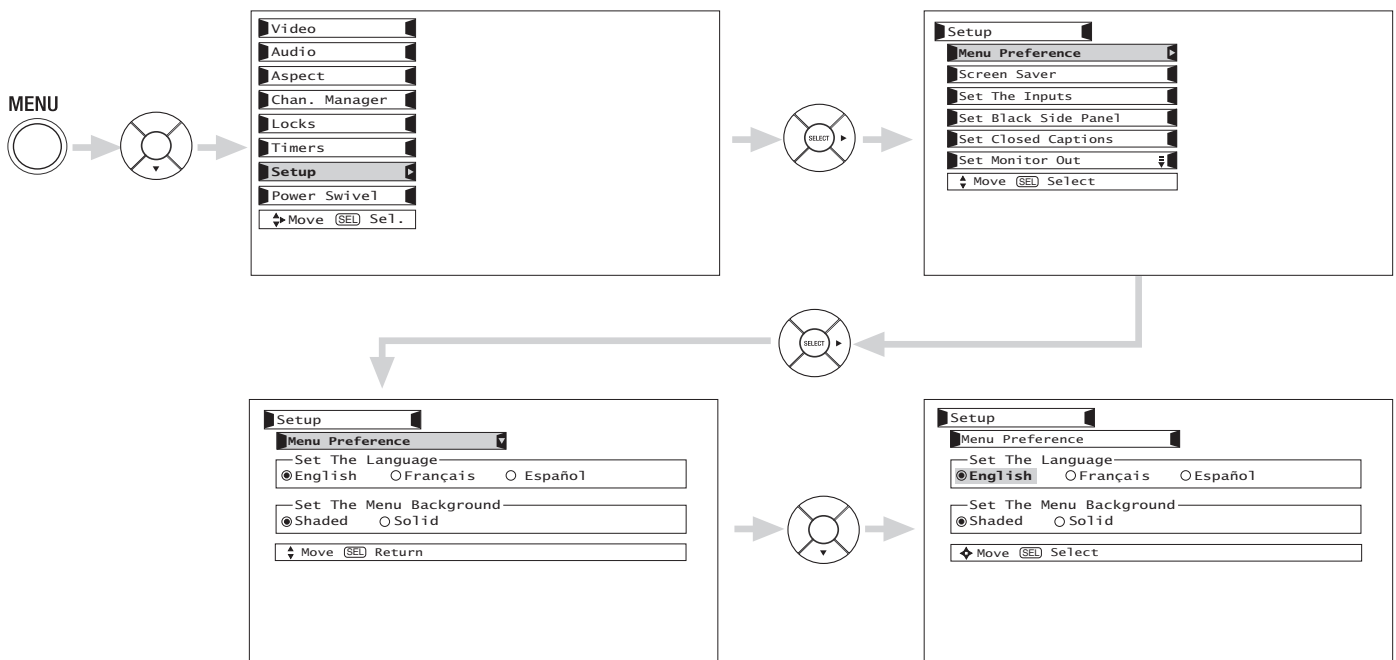 MENU
Video
Audio
Aspect
Chan. Manager
Locks
Timers
Setup
Power Swivel
Move SEL Sel.
SELECT
Setup
Menu Preference
Screen Saver
Set The Inputs
Set Black Side Panel
Set Closed Captions
Set Monitor Out
Move SEL Select
SELECT
Setup
Menu Preference
Set The Language
English Français Español
Set The Menu Background
Shaded Solid
Move SEL Return
Setup
Menu Preference
Set The Language
English Français Español
Set The Menu Background
Shaded Solid
Move SEL Select